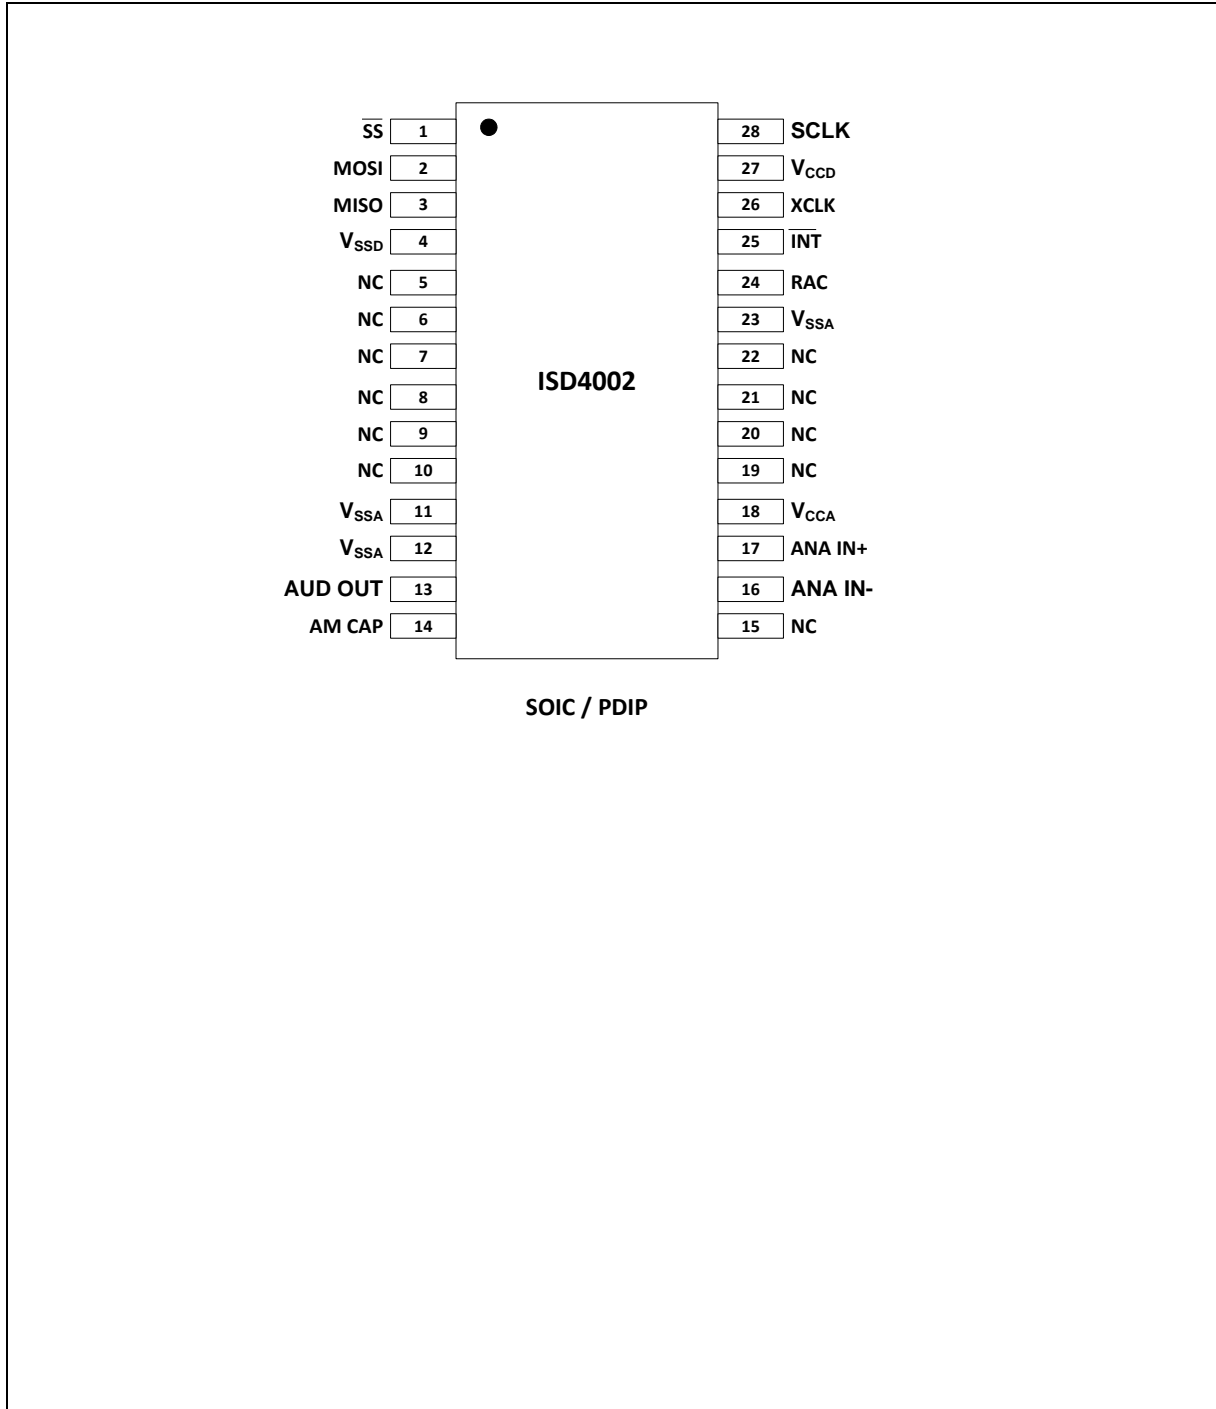 SS 1 28 SCLK
MOSI 2 27 VCCD
MISO 3 26 XCLK
VSSD 4 25 INT
NC 5 24 RAC
NC 6 23 VSSA
NC 7 22 NC
ISD4002
NC 8 21 NC
NC 9 20 NC
NC 10 19 NC
VSSA 11 18 VCCA
VSSA 12 17 ANA IN+
AUD OUT 13 16 ANA IN-
AM CAP 14 15 NC
SOIC / PDIP